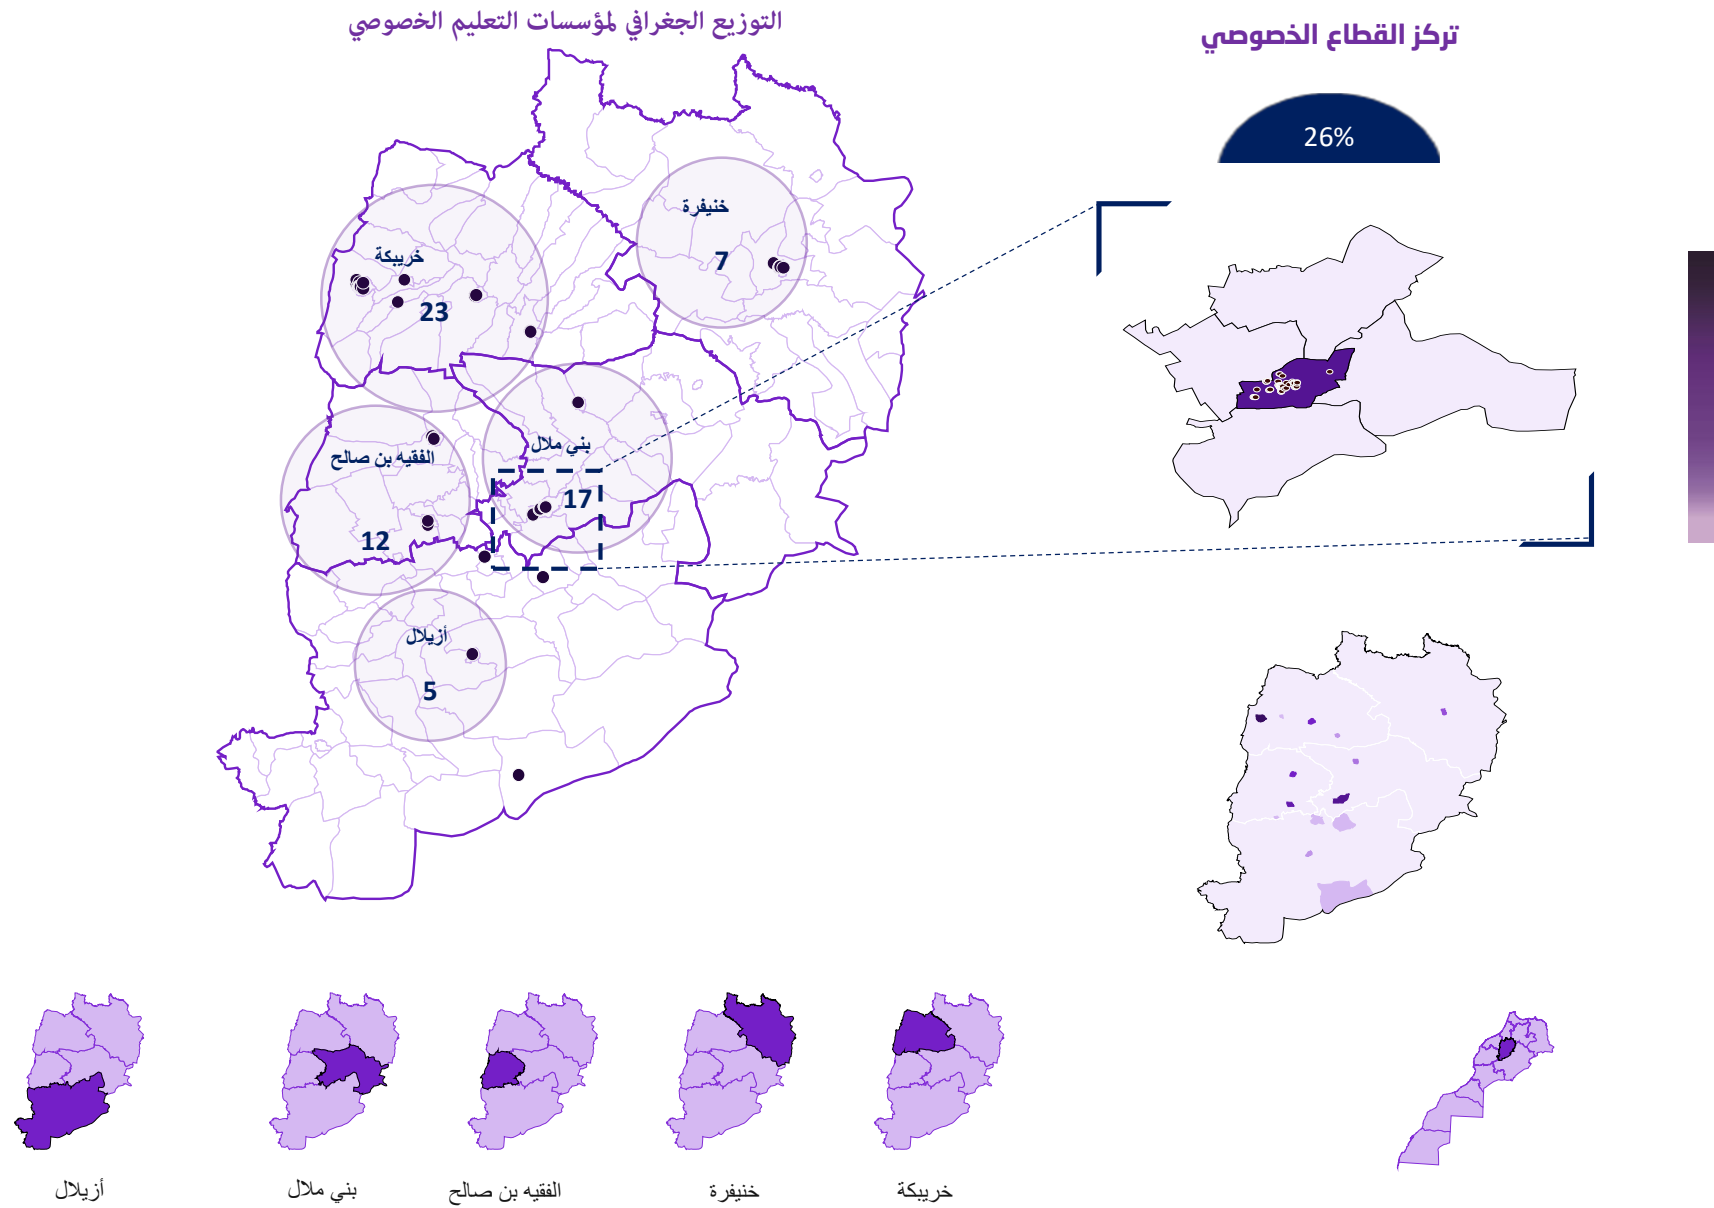 التوزيع الجغرافي لمؤسسات التعليم الخصوصي
تركز القطاع الخصوصي
26%
خنيفرة
7
خريبكة
23
بني ملال
17
الفقيه بن صالح
12
أزيلال
5
خريبكة
خنيفرة
الفقيه بن صالح
بني ملال
أزيلال